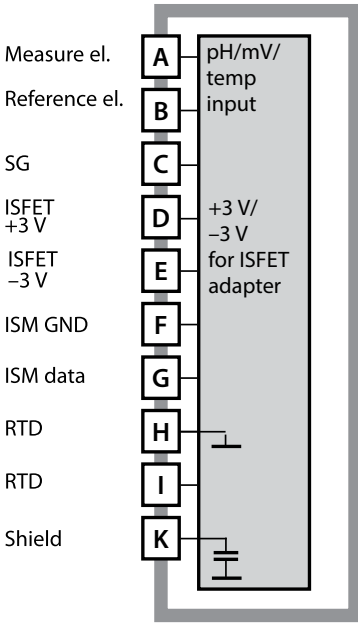 Measure el.
A
pH/mV/
temp
input
Reference el.
B
SG
C
ISFET
+3 V
D
+3 V/
–3 V
for ISFET
adapter
ISFET
–3 V
E
ISM GND
F
ISM data
G
RTD
H
RTD
I
Shield
K